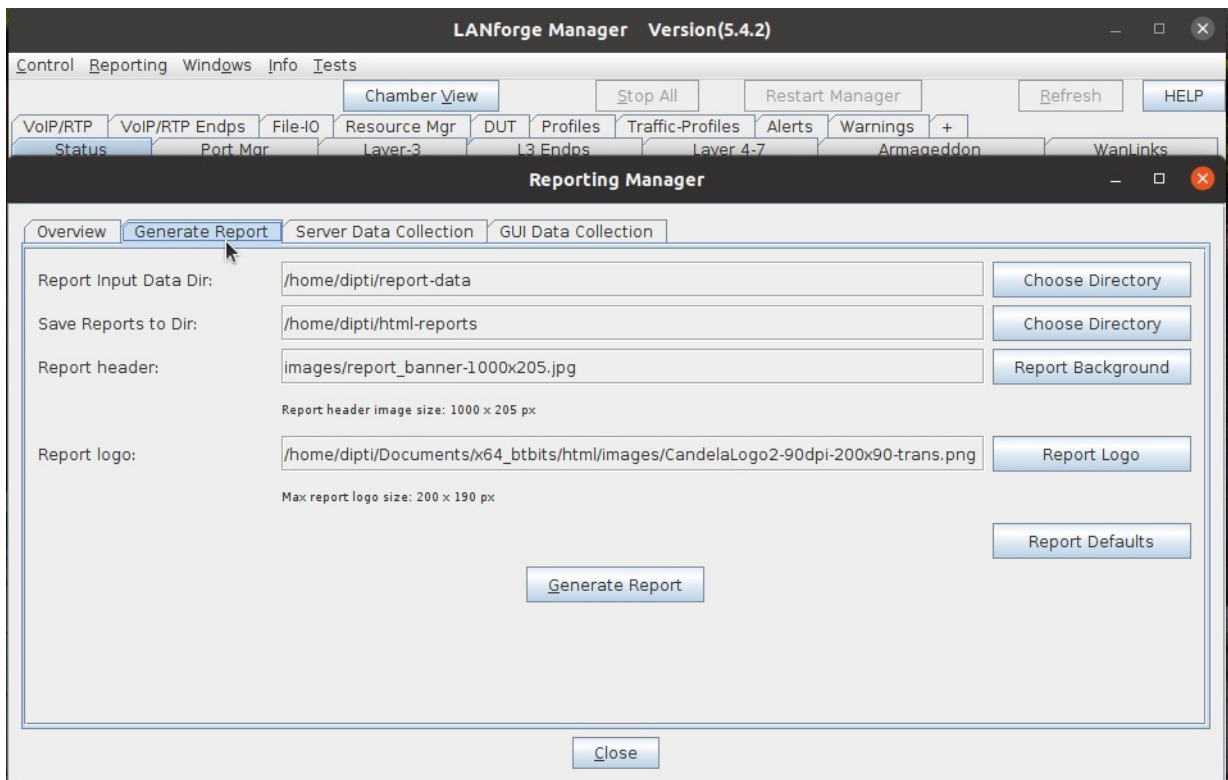 LANforge Manager Version(5.4.2)
Control Reporting Windows Info Tests
Chamber View Stop All Restart Manager Refresh HELP
VoIP/RTP VoIP/RTP Endps File-IO Resource Mgr DUT Profiles Traffic-Profiles Alerts Warnings +
Status Port Mgr Layer-3 L3 Endps Layer 4-7 Armageddon WanLinks
Reporting Manager
Overview Generate Report Server Data Collection GUI Data Collection
Report Input Data Dir: /home/dipti/report-data Choose Directory
Save Reports to Dir: /home/dipti/html-reports Choose Directory
Report header: images/report_banner-1000x205.jpg Report Background
Report header image size: 1000 x 205 px
Report logo: /home/dipti/Documents/x64_btbits/html/images/CandelaLogo2-90dpi-200x90-trans.png Report Logo
Max report logo size: 200 x 190 px
Report Defaults
Generate Report
Close